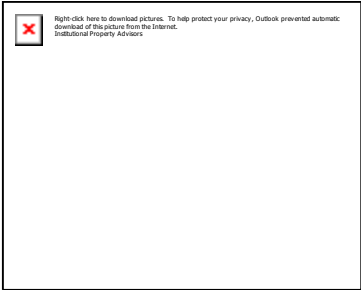 Right-click here to download pictures. To help protect your privacy, Outlook prevented automatic
download of this picture from the Internet.
Institutional Property Advisors